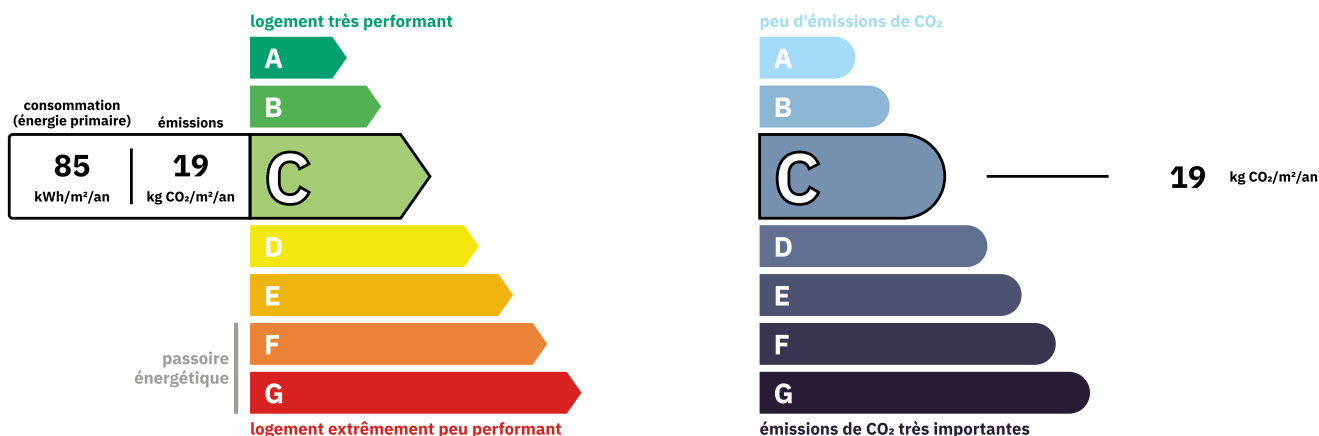 logement très performant
A
B
consommation
(énergie primaire)
émissions
85
kWh/m²/an
19
kg CO₂/m²/an
C
D
E
F
G
passoire
énergétique
logement extrêmement peu performant
peu d'émissions de CO₂
A
B
C
19
kg CO₂/m²/an
D
E
F
G
émissions de CO₂ très importantes